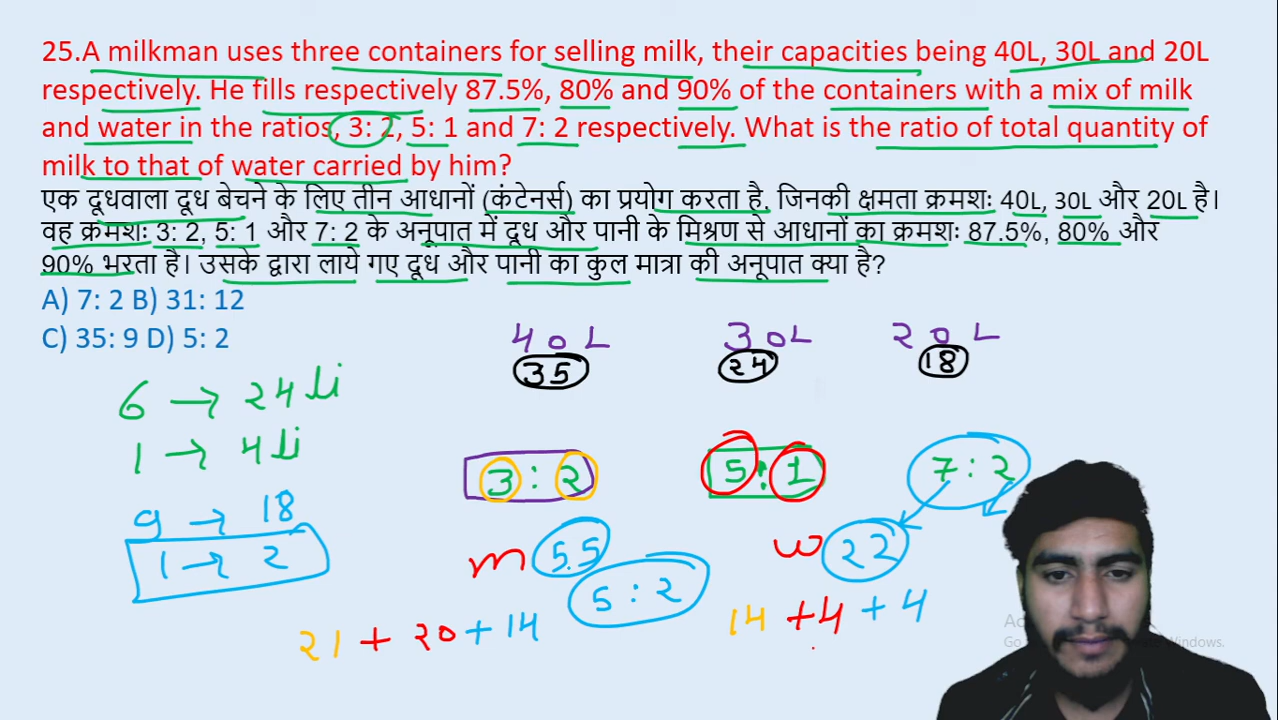 25.A milkman uses three containers for selling milk, their capacities being 40L, 30L and 20L
respectively. He fills respectively 87.5%, 80% and 90% of the containers with a mix of milk
and water in the ratios, 3: 2, 5: 1 and 7: 2 respectively. What is the ratio of total quantity of
milk to that of water carried by him?
एक दूधवाला दूध बेचने के लिए तीन आधानों (कंटेनर्स) का प्रयोग करता है, जिनकी क्षमता क्रमशः 40L, 30L और 20L है।
वह क्रमशः 3: 2, 5: 1 और 7: 2 के अनूपात में दूध और पानी के मिश्रण से आधानों का क्रमशः 87.5%, 80% और
90% भरता है। उसके द्वारा लाये गए दूध और पानी का कुल मात्रा की अनूपात क्या है?
A) 7: 2 B) 31: 12
C) 35: 9 D) 5: 2
40L 30L 20L
35 24 18
6 → 24 li
1 → 4 li
3 : 2 5 : 1 7 : 2
9 → 18
1 → 2
m 55 w 22
5 : 2
21 + 20 + 14 14 + 4 + 4